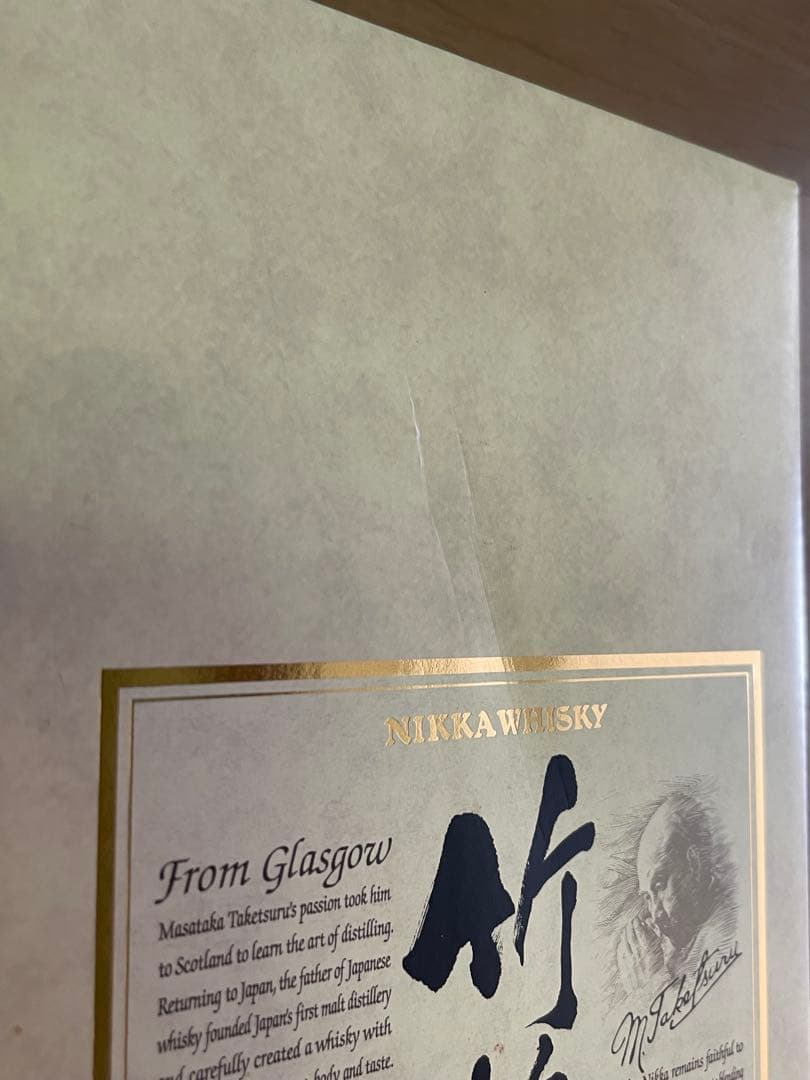 NIKKA WHISKY
From Glasgow
Masataka Taketsuru's passion took him
to Scotland to learn the art of distilling.
Returning to Japan, the father of Japanese
whisky founded Japan's first malt distillery
and carefully created a whisky with
body and taste.
竹
M. Taketsuru
Nikka remains faithful to
blending